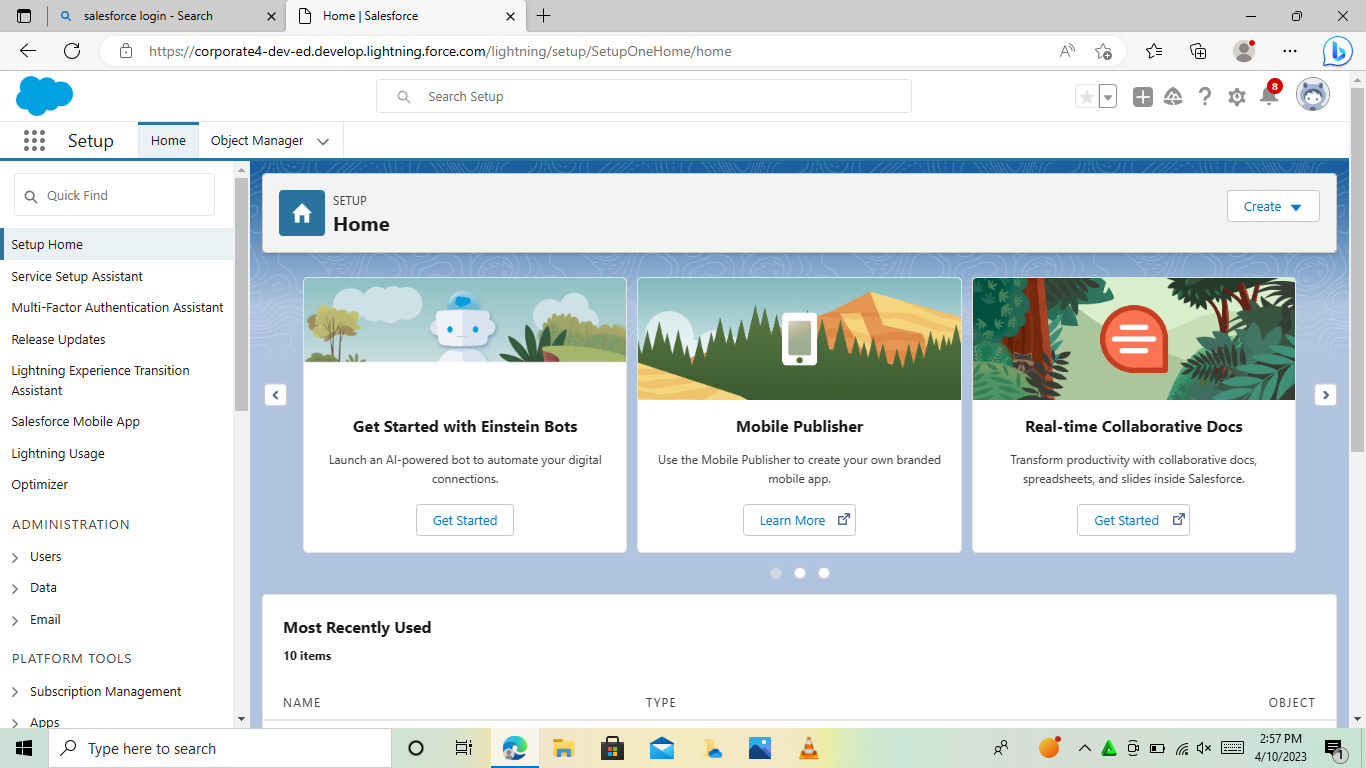 salesforce login - Search
Home | Salesforce
https://corporate4-dev-ed.develop.lightning.force.com/lightning/setup/SetupOneHome/home
Search Setup
8
Setup
Home
Object Manager
Quick Find
Setup Home
Service Setup Assistant
Multi-Factor Authentication Assistant
Release Updates
Lightning Experience Transition
Assistant
Salesforce Mobile App
Lightning Usage
Optimizer
ADMINISTRATION
Users
Data
Email
PLATFORM TOOLS
Subscription Management
Apps
SETUP
Home
Create
Get Started with Einstein Bots
Launch an AI-powered bot to automate your digital
connections.
Get Started
Mobile Publisher
Use the Mobile Publisher to create your own branded
mobile app.
Learn More
Real-time Collaborative Docs
Transform productivity with collaborative docs,
spreadsheets, and slides inside Salesforce.
Get Started
Most Recently Used
10 items
NAME
TYPE
OBJECT
Type here to search
2:57 PM
4/10/2023
1